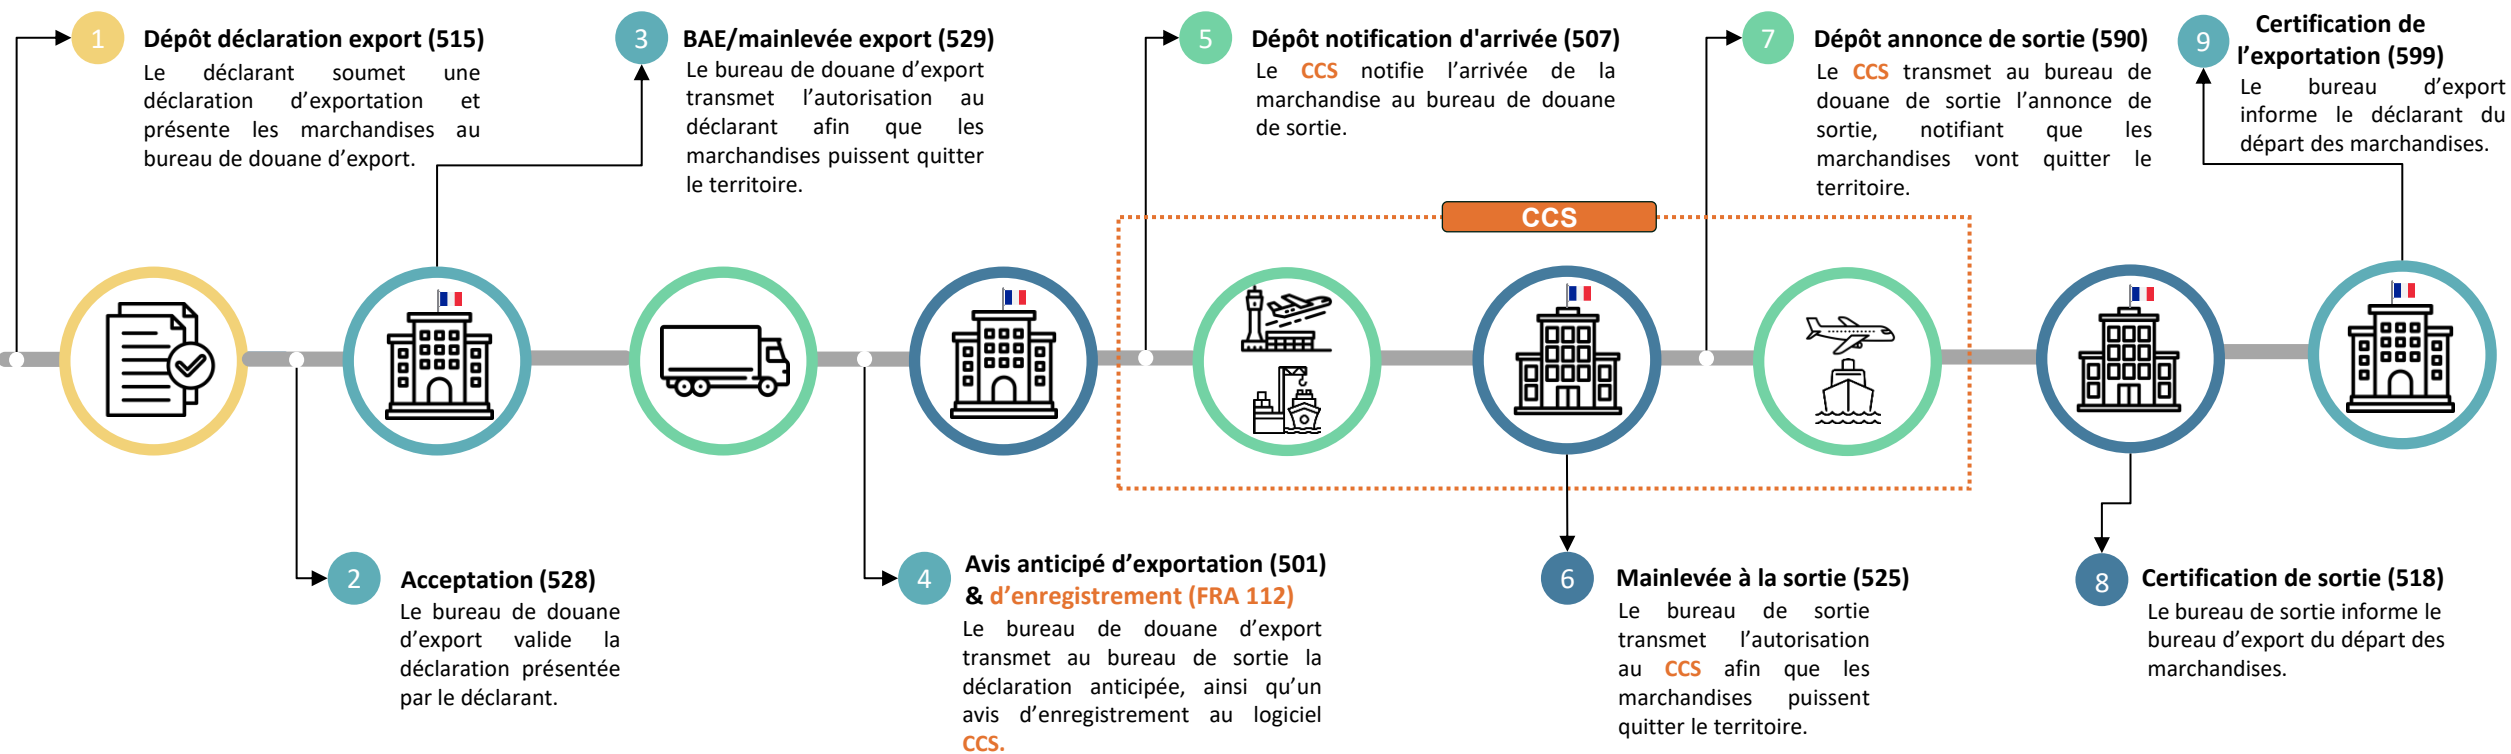 1
Dépôt déclaration export (515)
Le déclarant soumet une
déclaration d'exportation et
présente les marchandises au
bureau de douane d'export.
3
BAE/mainlevée export (529)
Le bureau de douane d'export
transmet l'autorisation au
déclarant afin que les
marchandises puissent quitter
le territoire.
5
Dépôt notification d'arrivée (507)
Le CCS notifie l'arrivée de la
marchandise au bureau de douane
de sortie.
7
Dépôt annonce de sortie (590)
Le CCS transmet au bureau de
douane de sortie l'annonce de
sortie, notifiant que les
marchandises vont quitter le
territoire.
9
Certification de
l'exportation (599)
Le bureau d'export
informe le déclarant du
départ des marchandises.
CCS
2
Acceptation (528)
Le bureau de douane
d'export valide la
déclaration présentée
par le déclarant.
4
Avis anticipé d'exportation (501)
& d'enregistrement (FRA 112)
Le bureau de douane d'export
transmet au bureau de sortie la
déclaration anticipée, ainsi qu'un
avis d'enregistrement au logiciel
CCS.
6
Mainlevée à la sortie (525)
Le bureau de sortie
transmet l'autorisation
au CCS afin que les
marchandises puissent
quitter le territoire.
8
Certification de sortie (518)
Le bureau de sortie informe le
bureau d'export du départ des
marchandises.